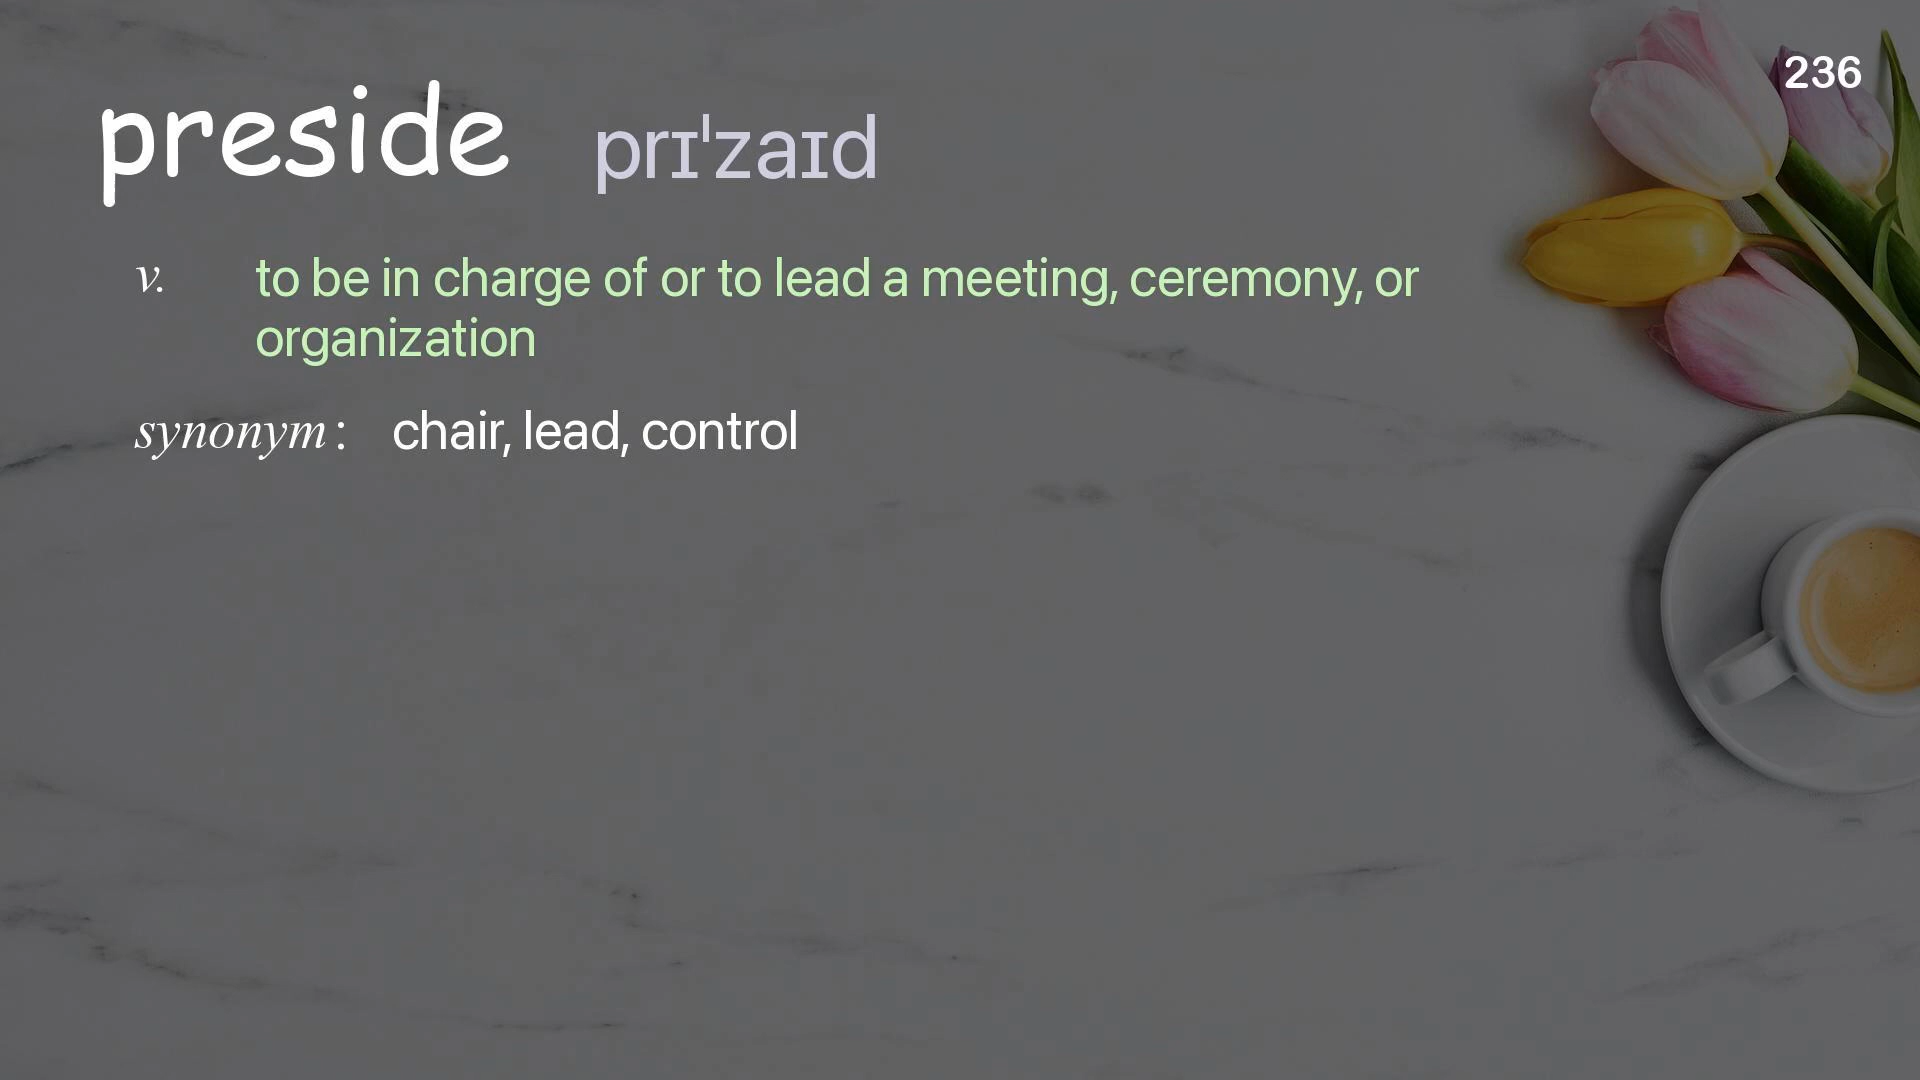 236
preside prɪˈzaɪd
v. to be in charge of or to lead a meeting, ceremony, or
organization
synonym : chair, lead, control